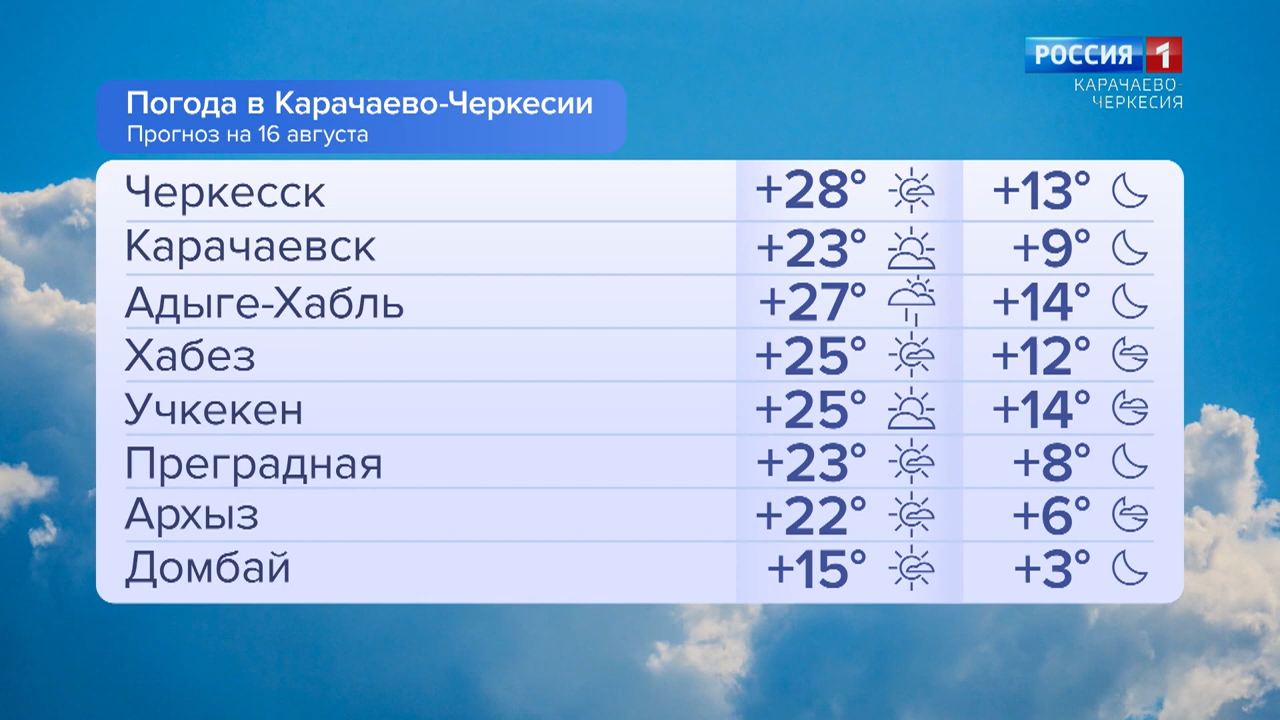 РОССИЯ 1
КАРАЧАЕВО-
ЧЕРКЕСИЯ
Погода в Карачаево-Черкесии
Прогноз на 16 августа
Черкесск +28° +13°
Карачаевск +23° +9°
Адыге-Хабль +27° +14°
Хабез +25° +12°
Учкекен +25° +14°
Преградная +23° +8°
Архыз +22° +6°
Домбай +15° +3°